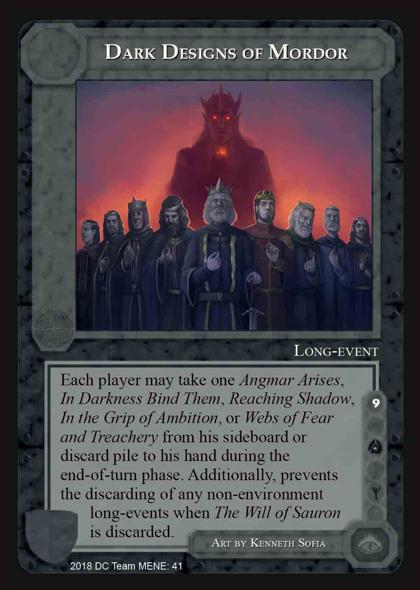 Dark Designs of Mordor
Long-event
Each player may take one Angmar Arises,
In Darkness Bind Them, Reaching Shadow,
In the Grip of Ambition, or Webs of Fear
and Treachery from his sideboard or
discard pile to his hand during the
end-of-turn phase. Additionally, prevents
the discarding of any non-environment
long-events when The Will of Sauron
is discarded.
9
Art by Kenneth Sofia
2018 DC Team MENE: 41